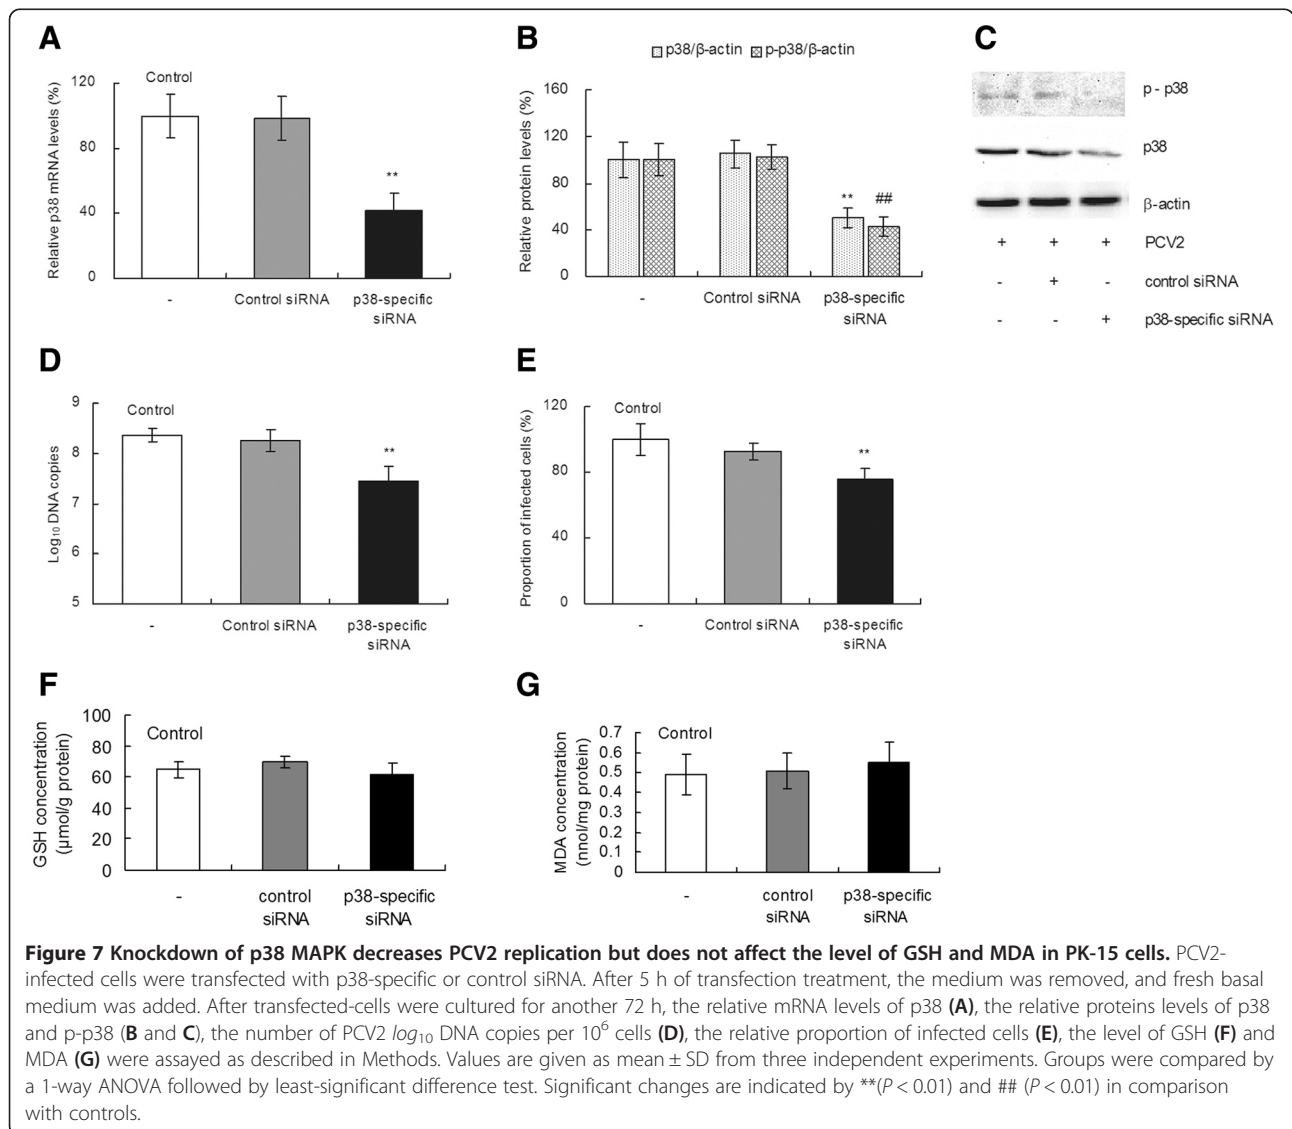 A
Relative p38 mRNA levels (%)
120
80
40
0
Control
**
-
Control siRNA
p38-specific
siRNA
B
p38/β-actin
p-p38/β-actin
Relative protein levels (%)
160
120
80
40
0
**
##
-
Control siRNA
p38-specific
siRNA
C
p - p38
p38
β-actin
+ + + PCV2
- + - control siRNA
- - + p38-specific siRNA
D
Log10 DNA copies
9
8
7
6
5
Control
**
-
Control siRNA
p38-specific
siRNA
E
Proportion of infected cells (%)
120
80
40
0
Control
**
-
Control siRNA
p38-specific
siRNA
F
GSH concentration
(μmol/g protein)
100
80
60
40
20
0
Control
-
control
siRNA
p38-specific
siRNA
G
MDA concentration
(nnol/mg protein)
0.7
0.6
0.5
0.4
0.3
0.2
0.1
0
Control
-
control
siRNA
p38-specific
siRNA
Figure 7 Knockdown of p38 MAPK decreases PCV2 replication but does not affect the level of GSH and MDA in PK-15 cells. PCV2-
infected cells were transfected with p38-specific or control siRNA. After 5 h of transfection treatment, the medium was removed, and fresh basal
medium was added. After transfected-cells were cultured for another 72 h, the relative mRNA levels of p38 (A), the relative proteins levels of p38
and p-p38 (B and C), the number of PCV2 log10 DNA copies per 10^6 cells (D), the relative proportion of infected cells (E), the level of GSH (F) and
MDA (G) were assayed as described in Methods. Values are given as mean ± SD from three independent experiments. Groups were compared by
a 1-way ANOVA followed by least-significant difference test. Significant changes are indicated by **(P < 0.01) and ## (P < 0.01) in comparison
with controls.